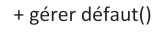 + gérer défaut()